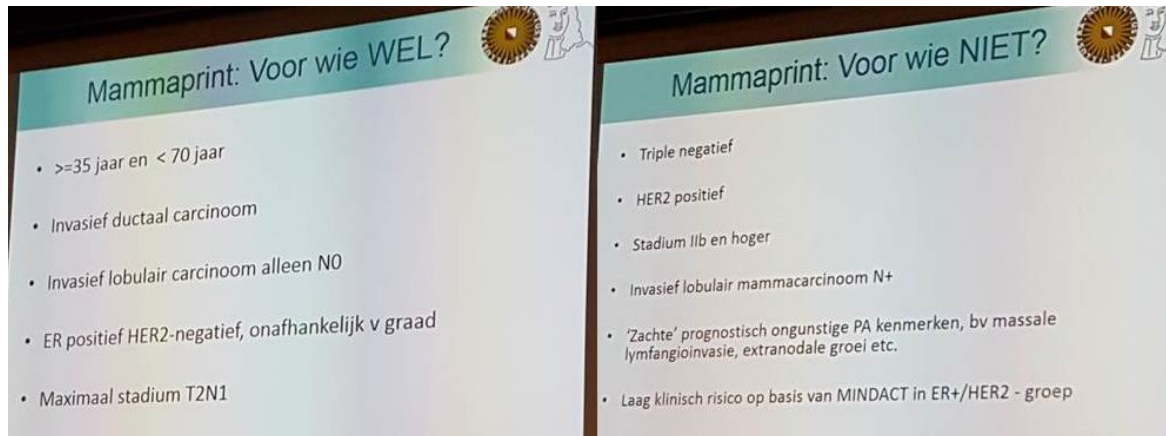 Mammaprint: Voor wie WEL?
• >=35 jaar en < 70 jaar
• Invasief ductaal carcinoom
• Invasief lobulair carcinoom alleen N0
• ER positief HER2-negatief, onafhankelijk v graad
• Maximaal stadium T2N1
Mammaprint: Voor wie NIET?
• Triple negatief
• HER2 positief
• Stadium IIb en hoger
• Invasief lobulair mammacarcinoom N+
• 'Zachte' prognostisch ongunstige PA kenmerken, bv massale
lymfangioinvasie, extranodale groei etc.
• Laag klinisch risico op basis van MINDACT in ER+/HER2 - groep